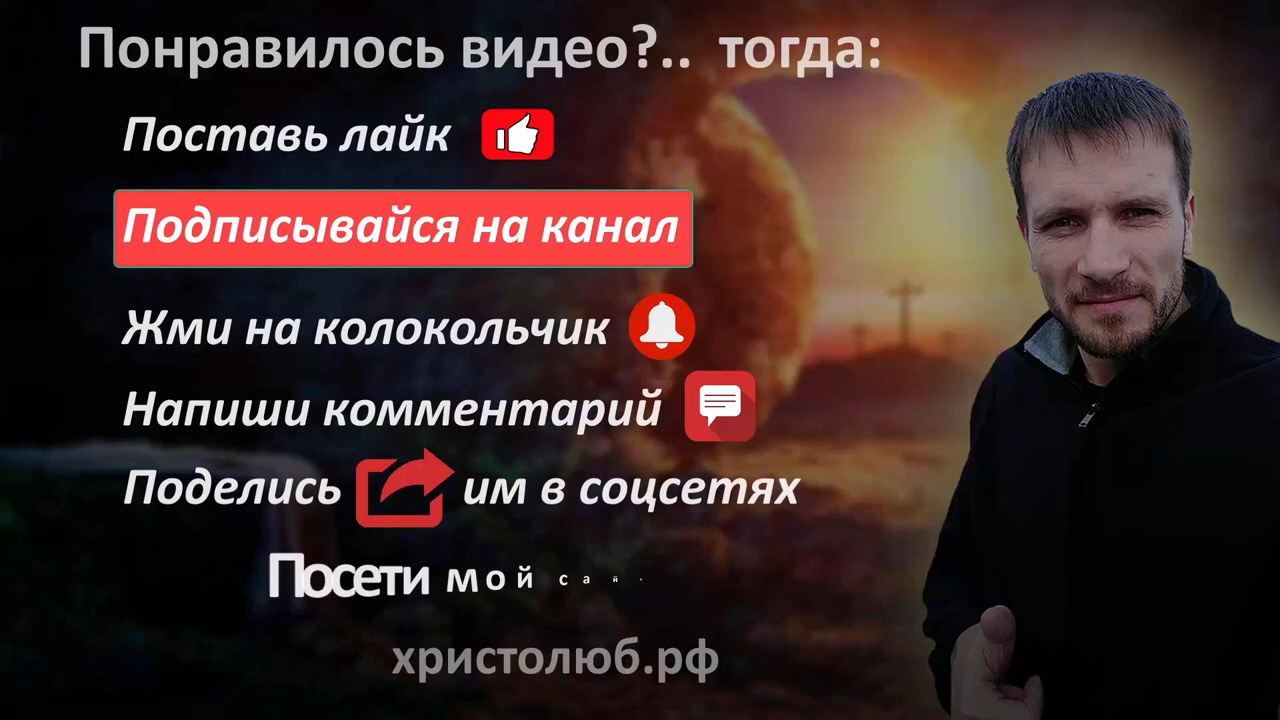 Понравилось видео?.. тогда:
Поставь лайк
Подписывайся на канал
Жми на колокольчик
Напиши комментарий
Поделись им в соцсетях
Посети мой сай
христолюб.рф